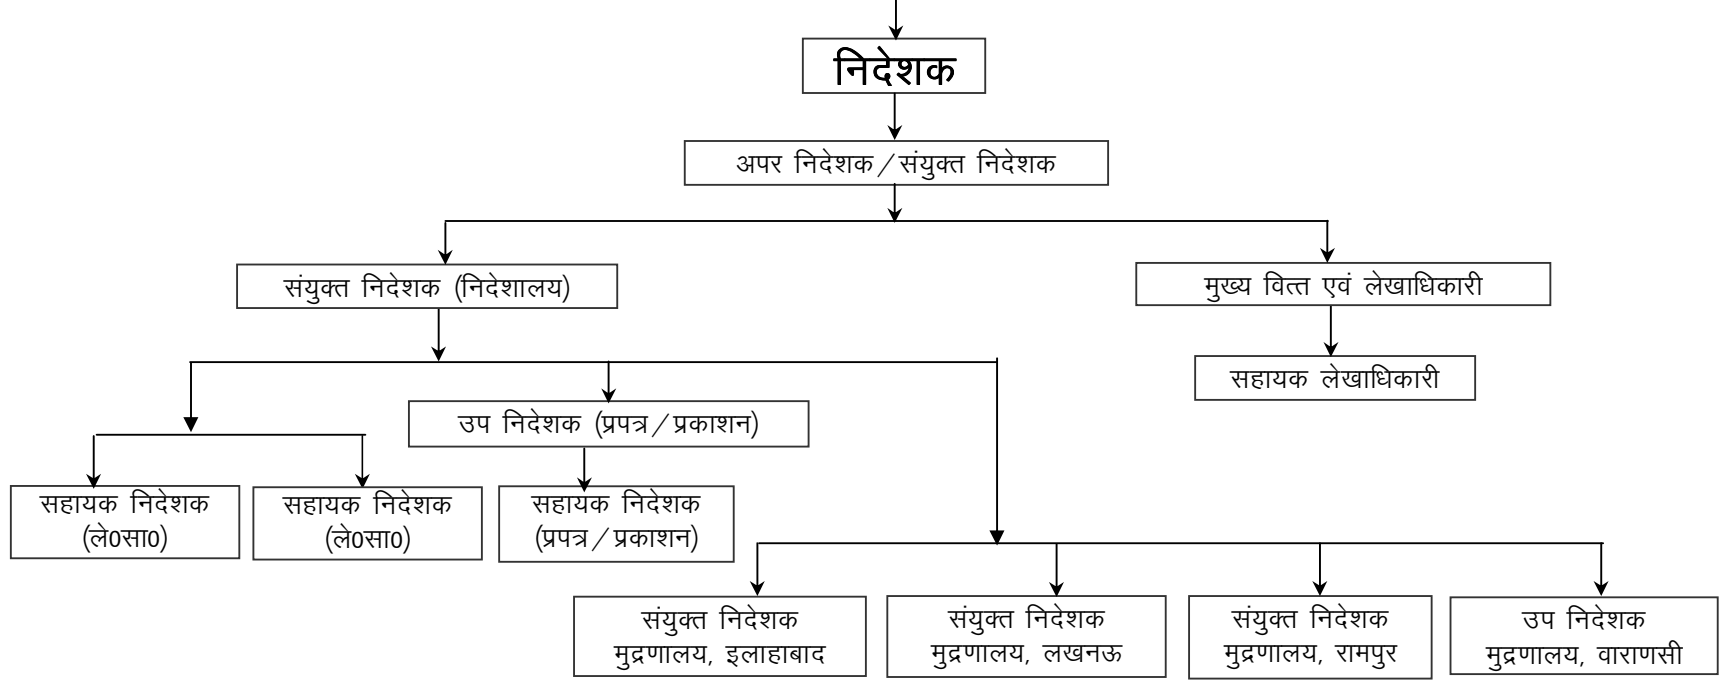 निदेशक
अपर निदेशक/संयुक्त निदेशक
संयुक्त निदेशक (निदेशालय)
मुख्य वित्त एवं लेखाधिकारी
सहायक लेखाधिकारी
उप निदेशक (प्रपत्र/प्रकाशन)
सहायक निदेशक
(ले0सा0)
सहायक निदेशक
(ले0सा0)
सहायक निदेशक
(प्रपत्र/प्रकाशन)
संयुक्त निदेशक
मुद्रणालय, इलाहाबाद
संयुक्त निदेशक
मुद्रणालय, लखनऊ
संयुक्त निदेशक
मुद्रणालय, रामपुर
उप निदेशक
मुद्रणालय, वाराणसी